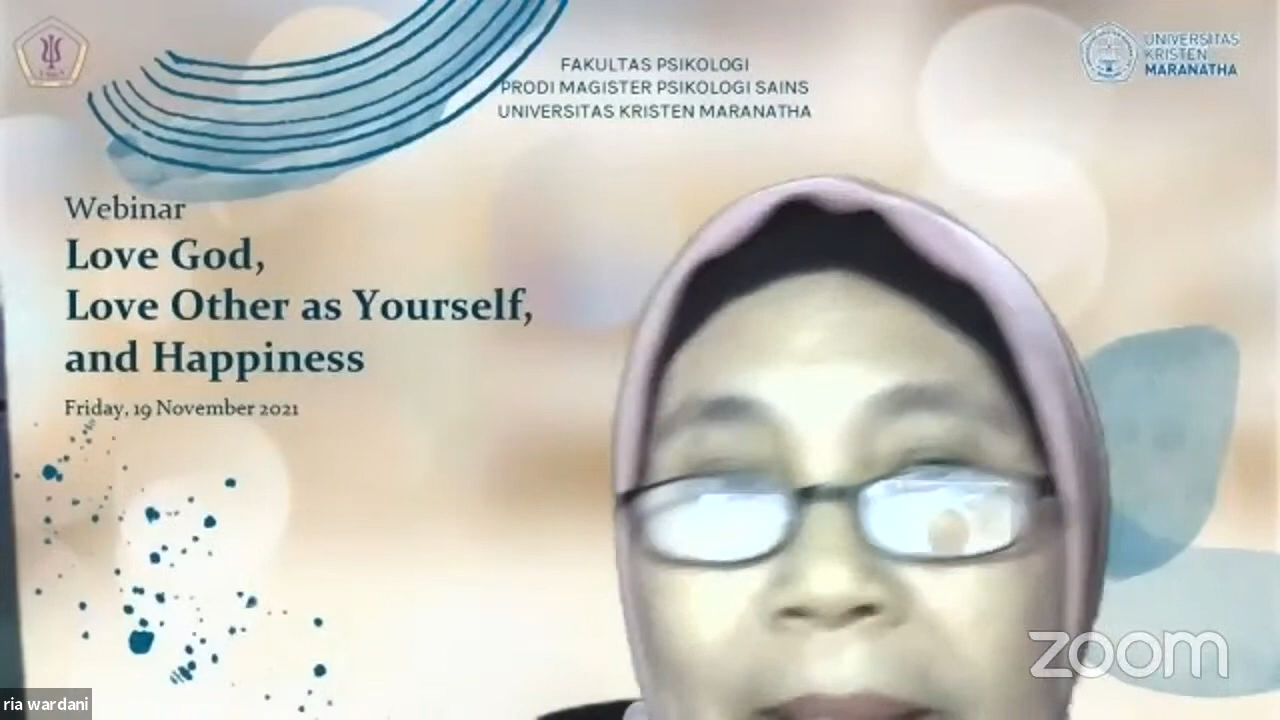 FAKULTAS PSIKOLOGI
PRODI MAGISTER PSIKOLOGI SAINS
UNIVERSITAS KRISTEN MARANATHA
UNIVERSITAS
KRISTEN
MARANATHA
Webinar
Love God,
Love Other as Yourself,
and Happiness
Friday, 19 November 2021
zoom
ria wardani